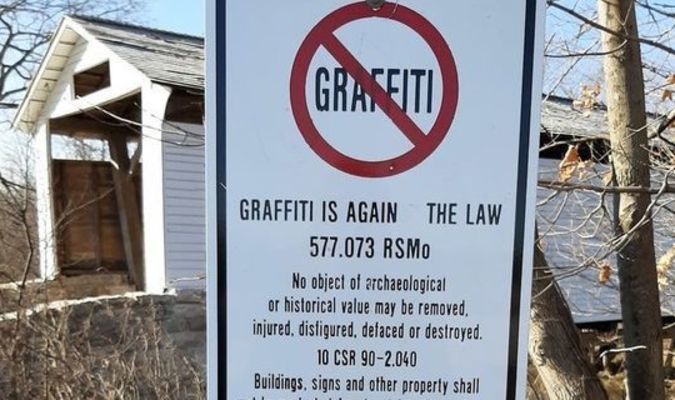 GRAFFITI
GRAFFITI IS AGAIN THE LAW
577.073 RSMo
No object of archaeological
or historical value may be removed,
injured, disfigured, defaced or destroyed.
10 CSR 90-2.040
Buildings, signs and other property shall